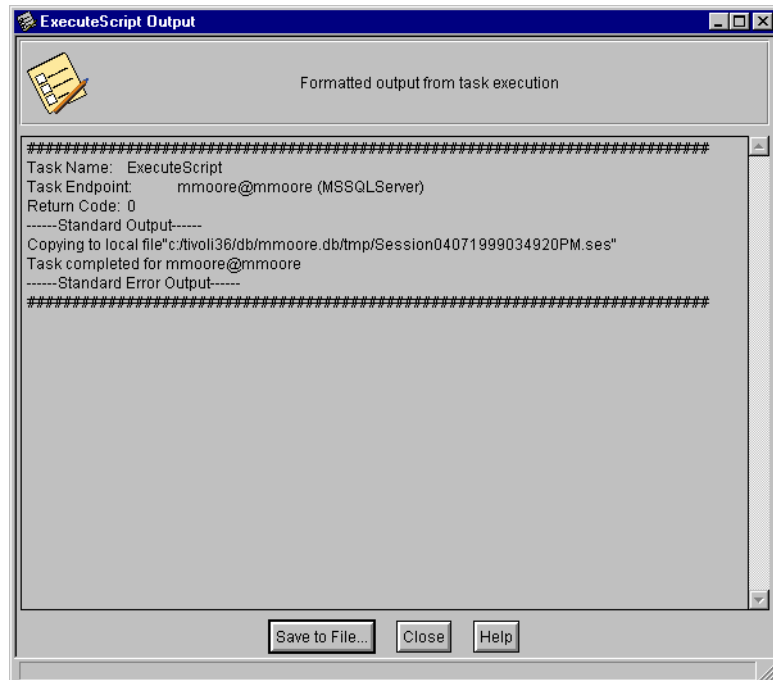 ExecuteScript Output
Formatted output from task execution
############################################################################
Task Name: ExecuteScript
Task Endpoint: mmoore@mmoore (MSSQLServer)
Return Code: 0
------Standard Output------
Copying to local file"c:/tivoli36/db/mmoore.db/tmp/Session04071999034920PM.ses"
Task completed for mmoore@mmoore
------Standard Error Output------
############################################################################
Save to File... Close Help